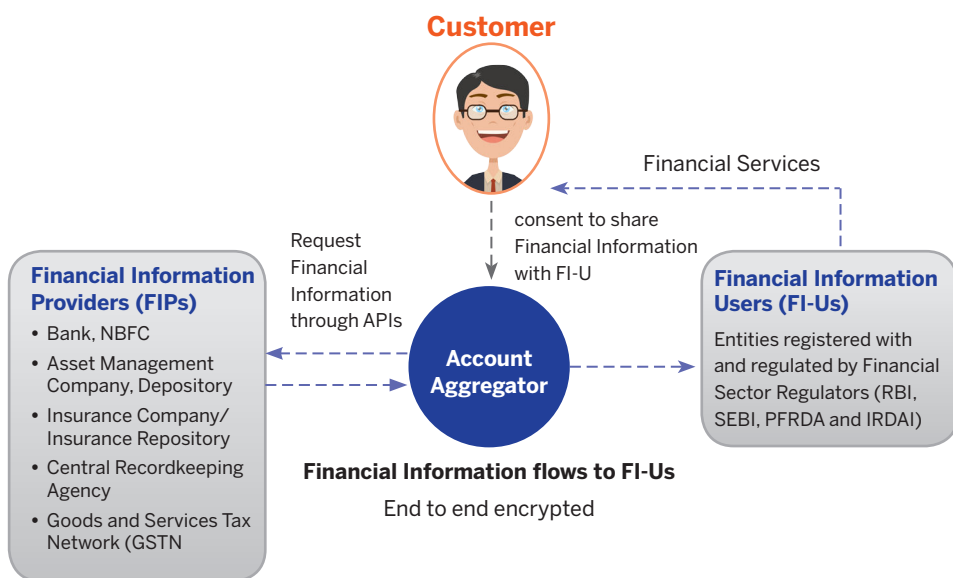 Customer
Financial Services
consent to share
Financial Information
with FI-U
Request
Financial
Information
through APIs
Financial Information
Providers (FIPs)
• Bank, NBFC
• Asset Management
Company, Depository
• Insurance Company/
Insurance Repository
• Central Recordkeeping
Agency
• Goods and Services Tax
Network (GSTN
Account
Aggregator
Financial Information
Users (FI-Us)
Entities registered with
and regulated by Financial
Sector Regulators (RBI,
SEBI, PFRDA and IRDAI)
Financial Information flows to FI-Us
End to end encrypted